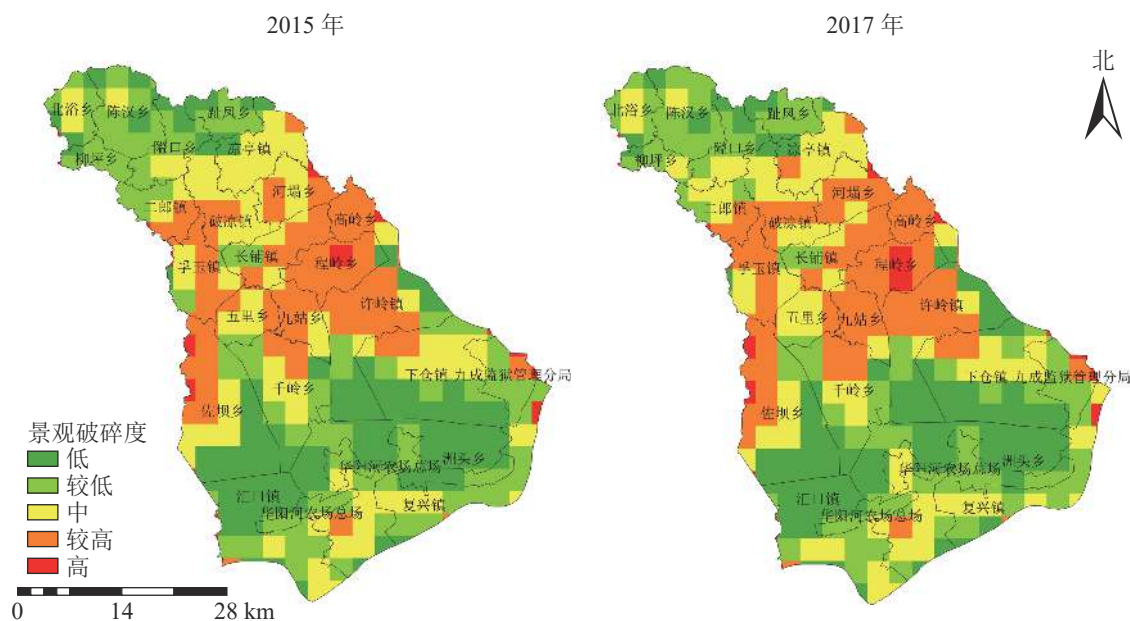 2015 年
2017 年
北
北浴乡
陈汉乡
趾凤乡
柳坪乡
隘口乡
凉亭镇
河塌乡
二郎镇
破凉镇
高岭乡
孚玉镇
长铺镇
程岭乡
许岭镇
五里乡
九姑乡
下仓镇
九成监狱管理分局
千岭乡
佐坝乡
华阳河农场总场
洲头乡
汇口镇
华阳河农场总场
复兴镇
北浴乡
陈汉乡
趾凤乡
柳坪乡
隘口乡
凉亭镇
河塌乡
二郎镇
破凉镇
高岭乡
孚玉镇
长铺镇
程岭乡
许岭镇
五里乡
九姑乡
下仓镇
九成监狱管理分局
千岭乡
佐坝乡
华阳河农场总场
洲头乡
汇口镇
华阳河农场总场
复兴镇
景观破碎度
低
较低
中
较高
高
0 14 28 km